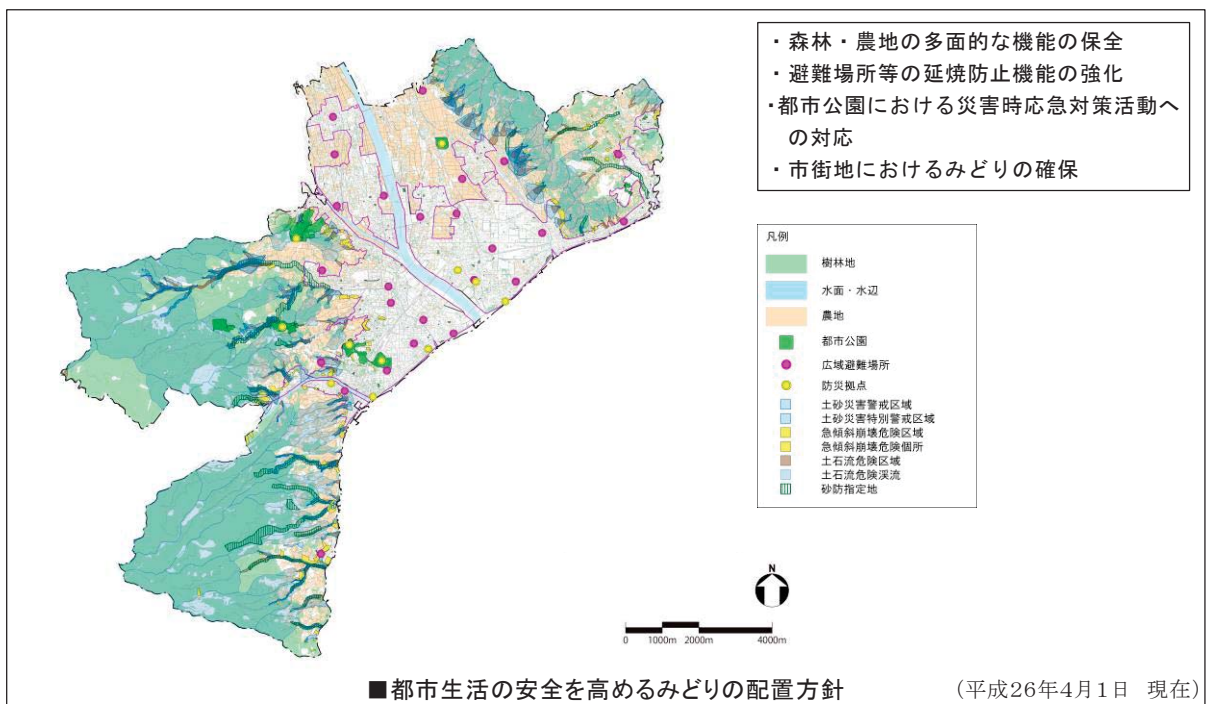 ・森林・農地の多面的な機能の保全
・避難場所等の延焼防止機能の強化
・都市公園における災害時応急対策活動へ
の対応
・市街地におけるみどりの確保
凡例
樹林地
水面・水辺
農地
都市公園
広域避難場所
防災拠点
土砂災害警戒区域
土砂災害特別警戒区域
急傾斜崩壊危険区域
急傾斜崩壊危険個所
土石流危険区域
土石流危険渓流
砂防指定地
N
0 1000m 2000m 4000m
■都市生活の安全を高めるみどりの配置方針 (平成26年4月1日 現在)